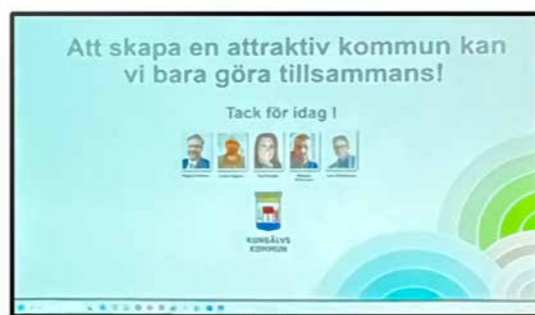 Att skapa en attraktiv kommun kan
vi bara göra tillsammans!
Tack för idag !
KUNGÄLVS
KOMMUN